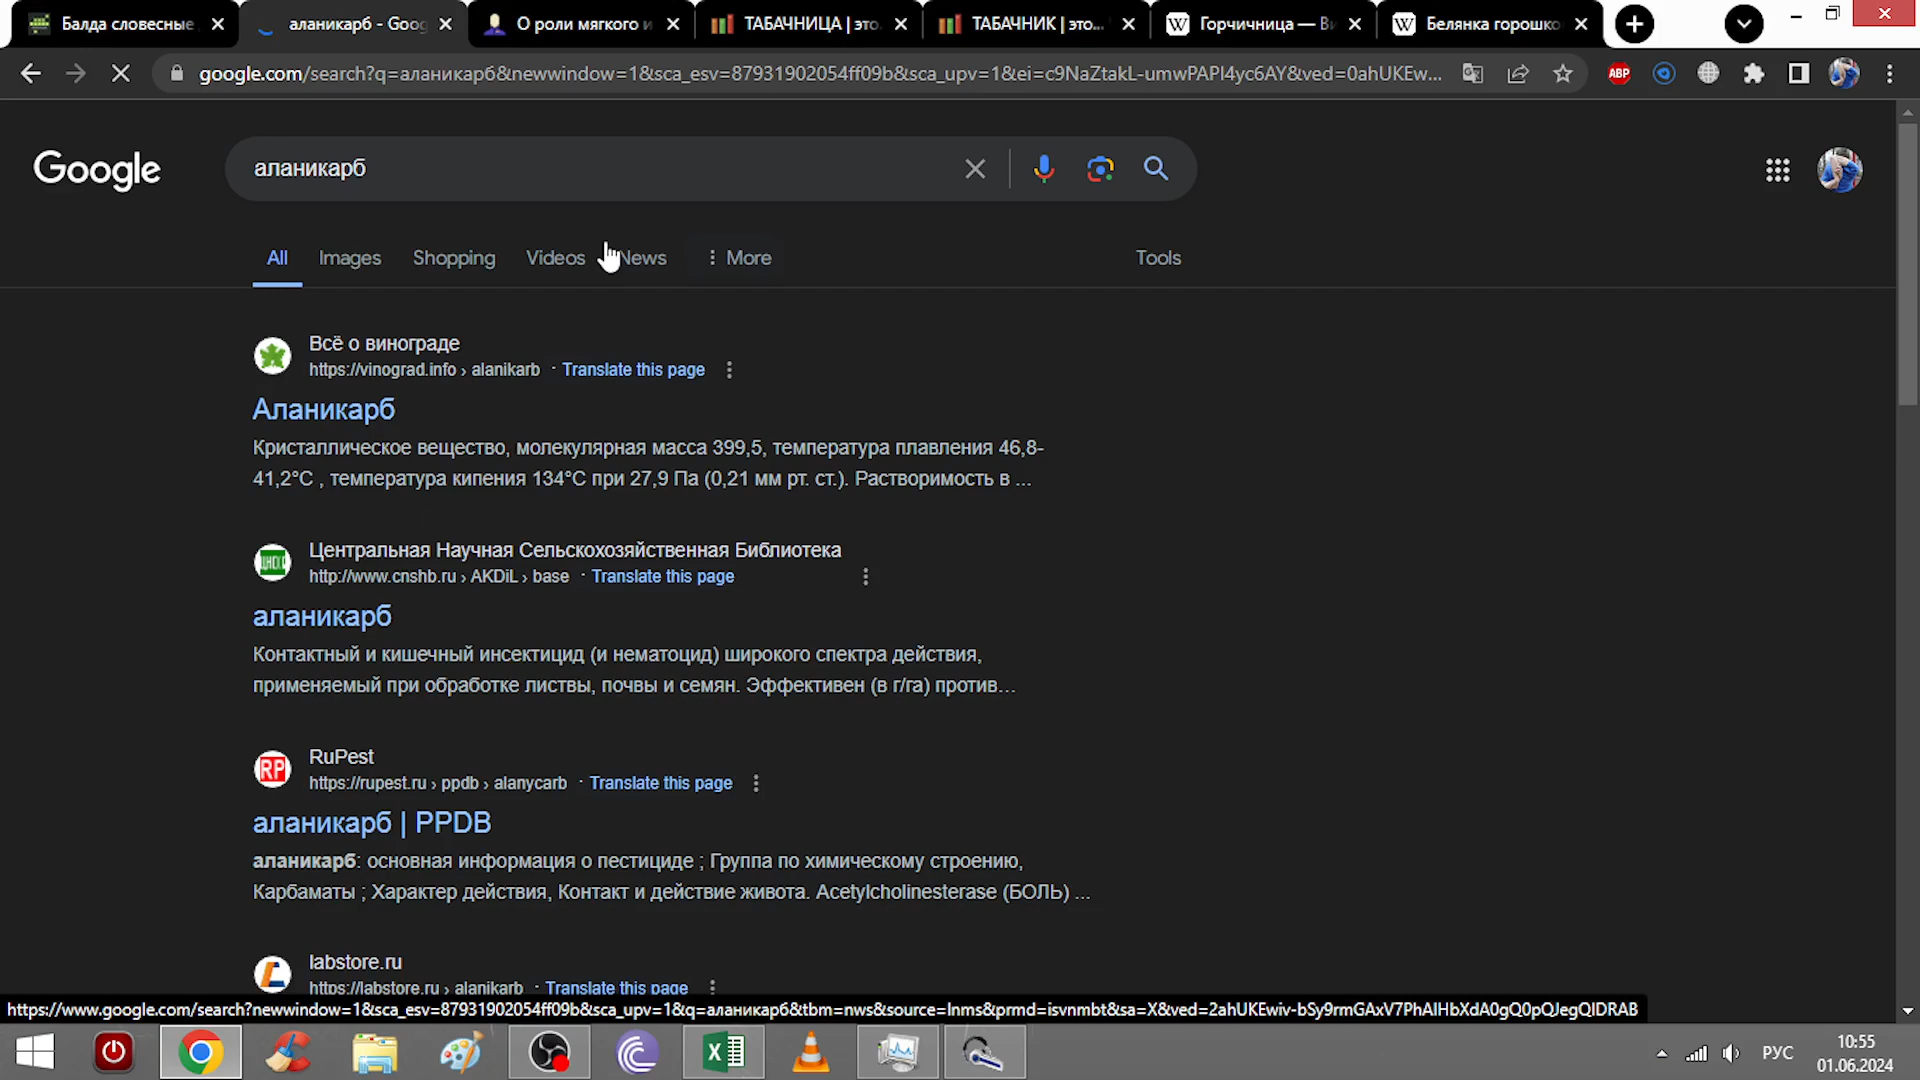 Балда словесные
аланикарб - Goog
О роли мягкого и
ТАБАЧНИЦА | это.
ТАБАЧНИК | это...
Горчичница — Ви
Белянка горошко
google.com/search?q=аланикарб&newwindow=1&sca_esv=87931902054ff09b&sca_upv=1&ei=c9NaZtakL-umwPAPl4yc6AY&ved=0ahUKEw...
ABP
Google
аланикарб
All
Images
Shopping
Videos
News
More
Tools
Всё о винограде
https://vinograd.info › alanikarb · Translate this page
Аланикарб
Кристаллическое вещество, молекулярная масса 399,5, температура плавления 46,8-
41,2°С , температура кипения 134°С при 27,9 Па (0,21 мм рт. ст.). Растворимость в ...
Центральная Научная Сельскохозяйственная Библиотека
http://www.cnshb.ru › AKDiL › base · Translate this page
аланикарб
Контактный и кишечный инсектицид (и нематоцид) широкого спектра действия,
применяемый при обработке листвы, почвы и семян. Эффективен (в г/га) против...
RP
RuPest
https://rupest.ru › ppdb › alanycarb · Translate this page
аланикарб | PPDB
аланикарб: основная информация о пестициде ; Группа по химическому строению,
Карбаматы ; Характер действия, Контакт и действие живота. Acetylcholinesterase (БОЛЬ) ...
labstore.ru
https://labstore.ru › alanikarb · Translate this page
https://www.google.com/search?newwindow=1&sca_esv=87931902054ff09b&sca_upv=1&q=аланикарб&tbm=nws&source=lnms&prmd=isvnmbt&sa=X&ved=2ahUKEwiv-bSy9rmGAxV7PhAIHbXdA0gQ0pQJegQIDRAB
РУС
10:55
01.06.2024